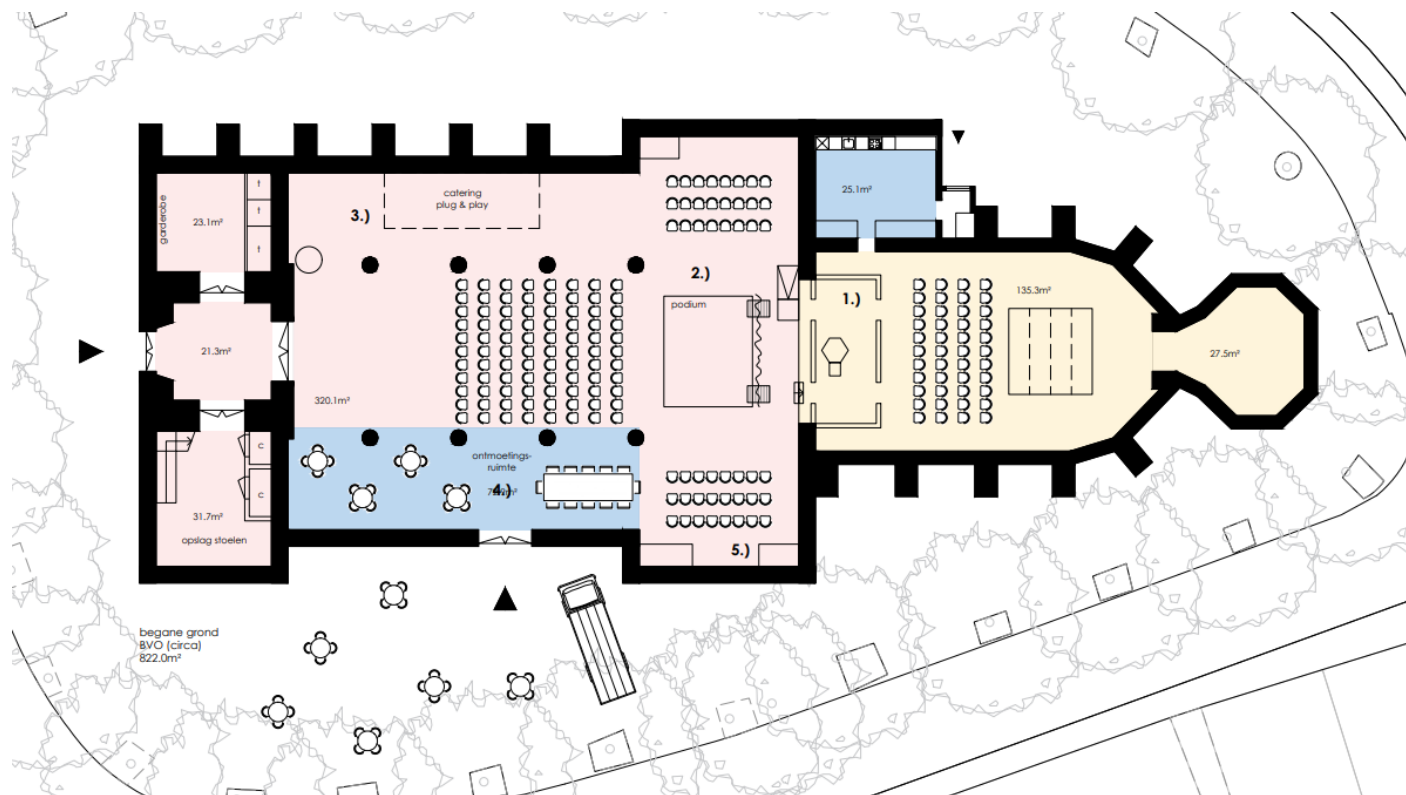 catering
plug & play
3.)
garderobe
23.1m²
t
t
t
25.1m²
2.)
podium
1.)
135.3m²
21.3m²
27.5m²
320.1m²
ontmoetings-
ruimte
4.)
c
c
31.7m²
opslag stoelen
5.)
begane grond
BVO (circa)
822.0m²